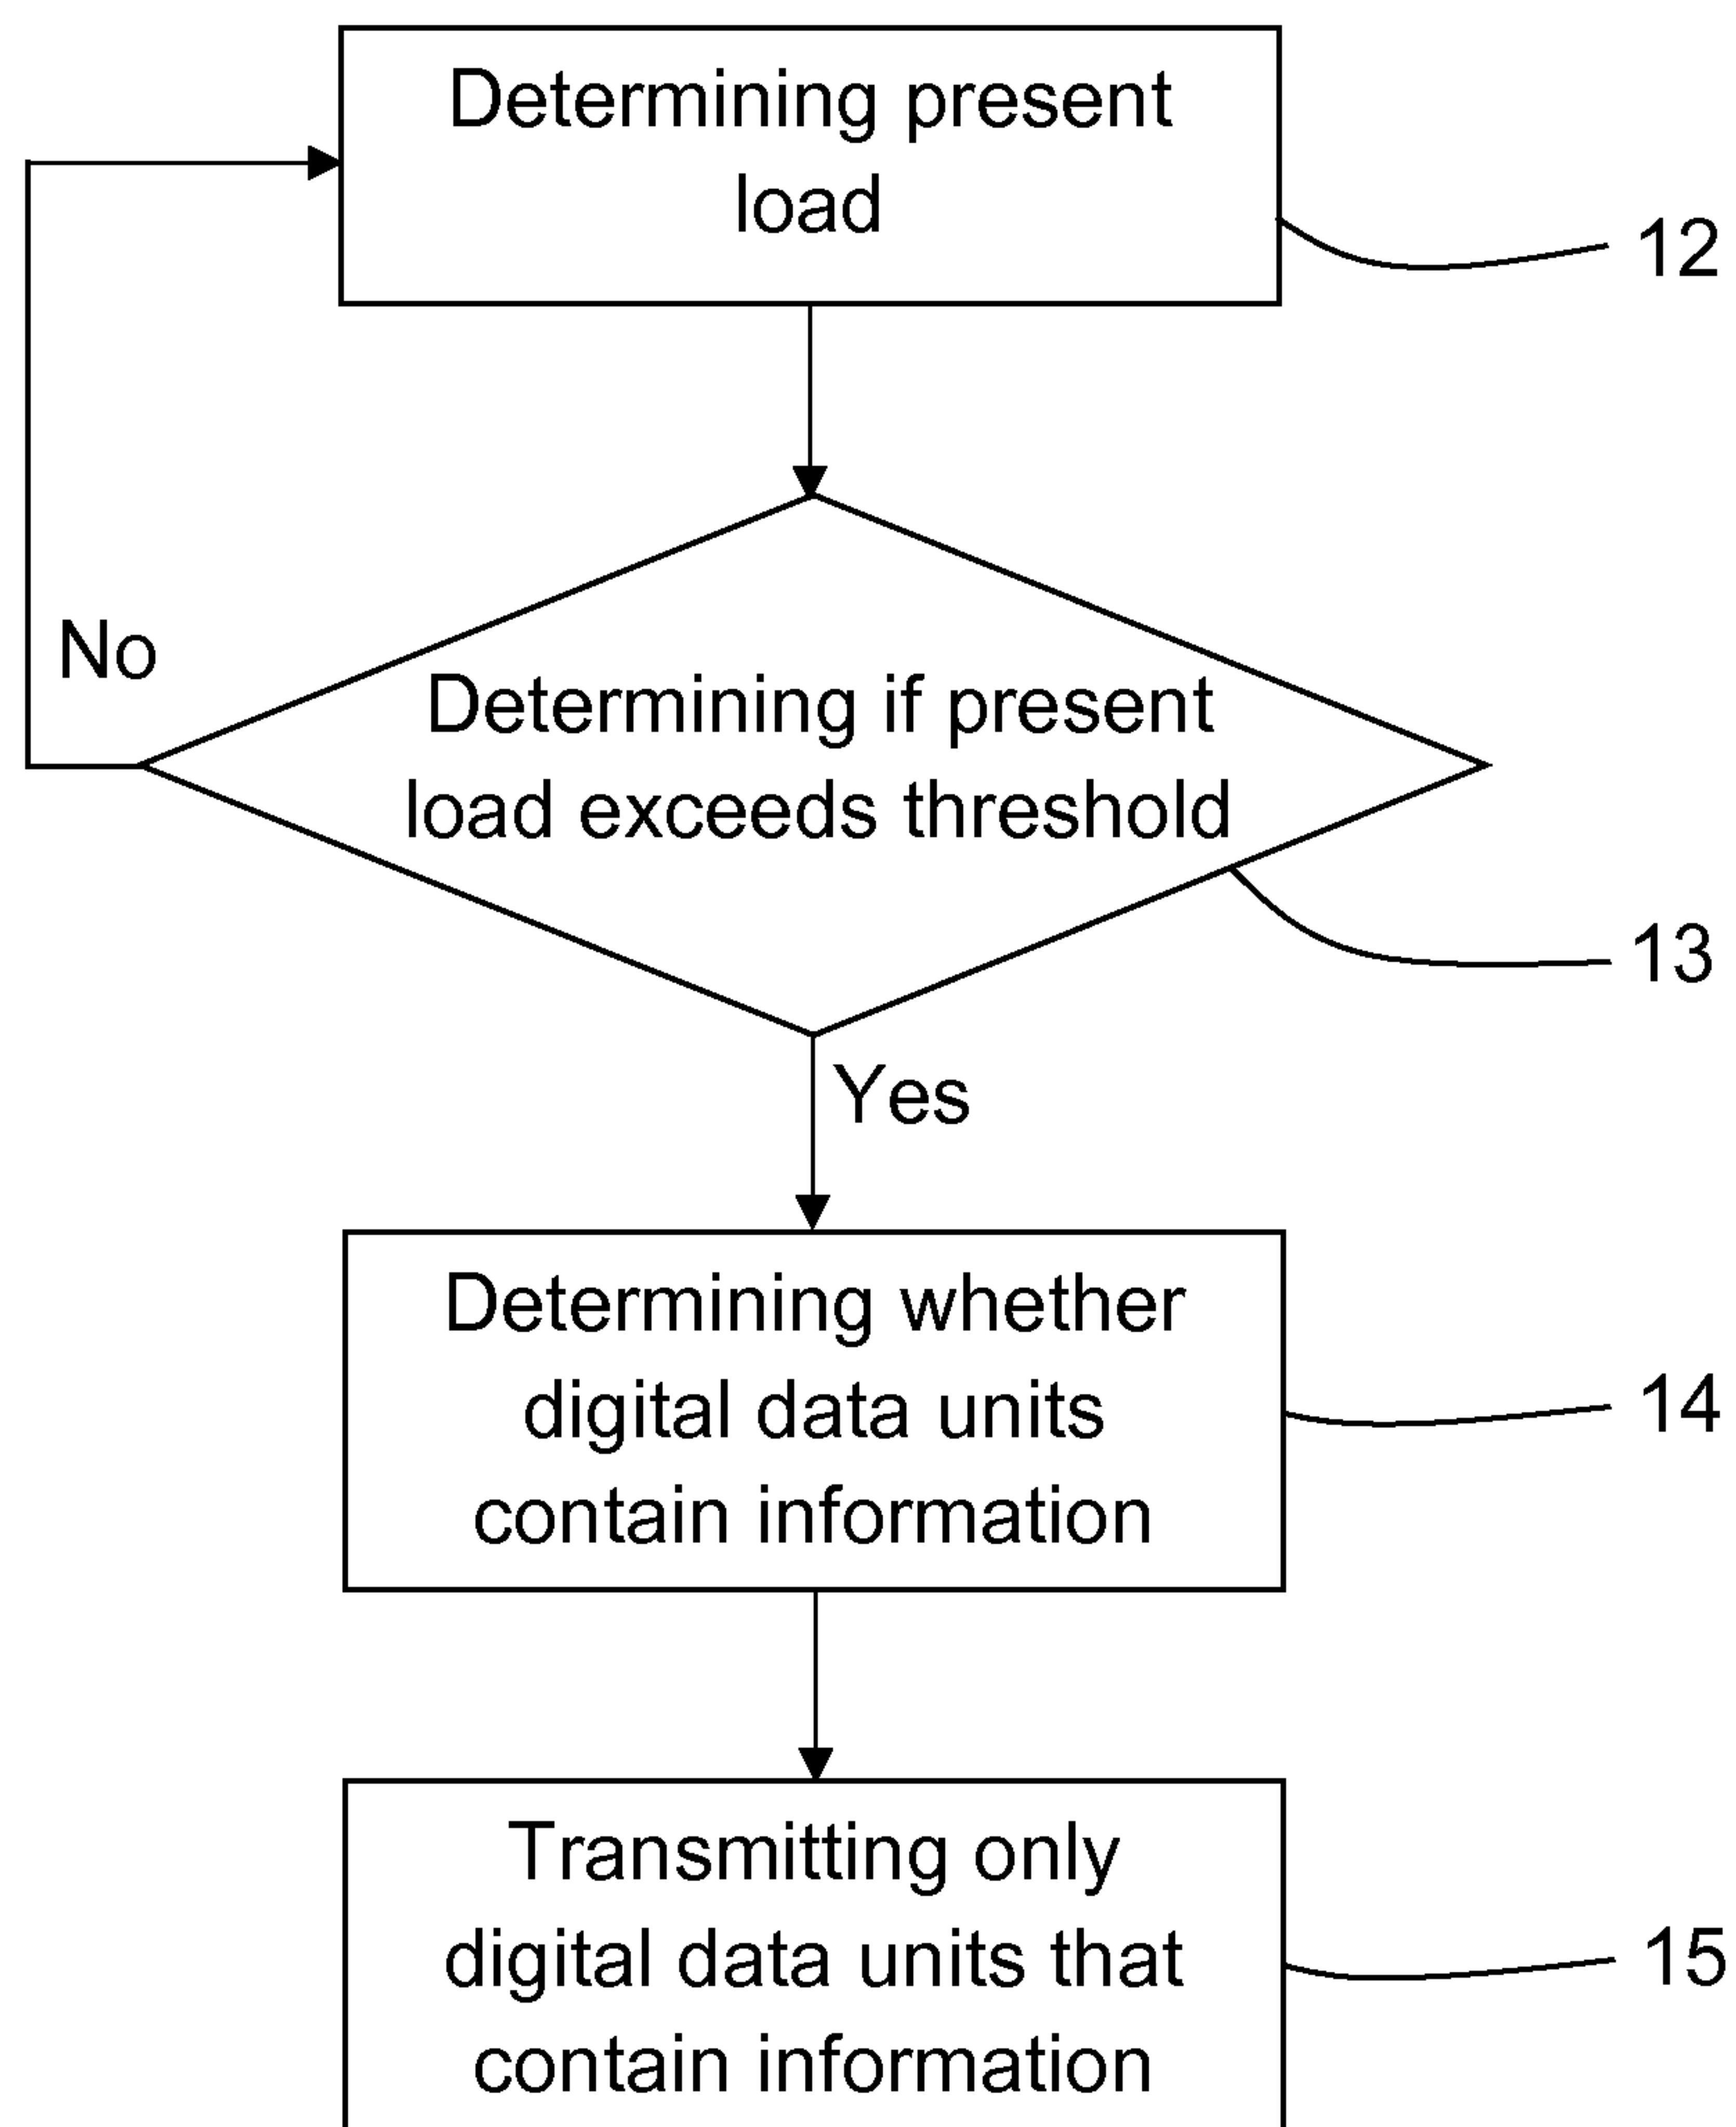 Determining present
load
12
No
Determining if present
load exceeds threshold
13
Yes
Determining whether
digital data units
contain information
14
Transmitting only
digital data units that
contain information
15